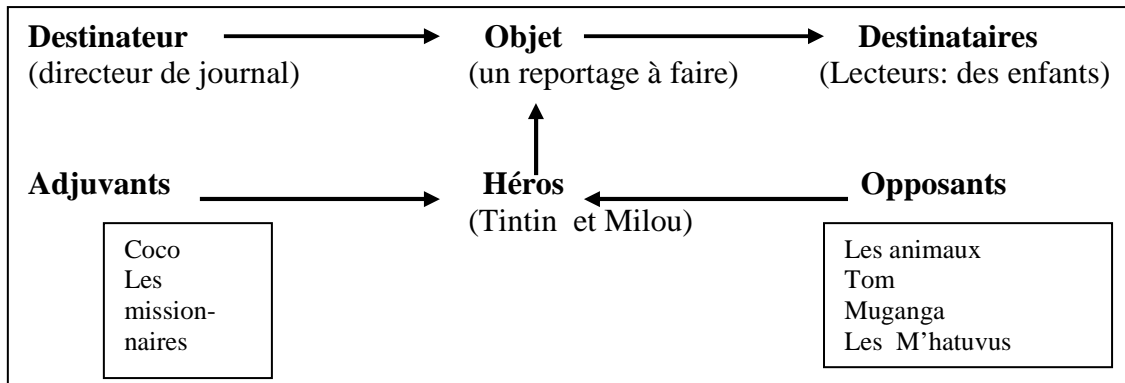 Destinateur Objet Destinataires
(directeur de journal) (un reportage à faire) (Lecteurs: des enfants)
Adjuvants Héros Opposants
(Tintin et Milou)
Coco
Les
mission-
naires
Les animaux
Tom
Muganga
Les M’hatuvus